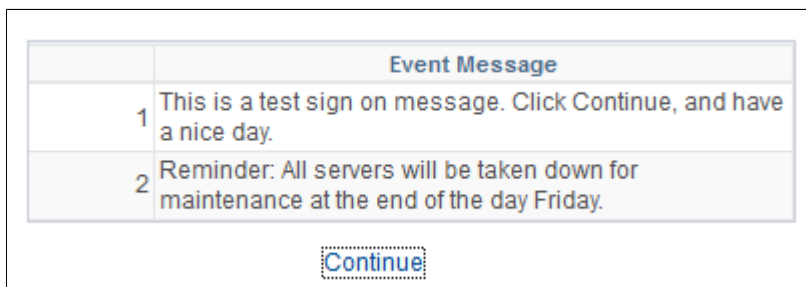 Event Message
1 This is a test sign on message. Click Continue, and have
a nice day.
2 Reminder: All servers will be taken down for
maintenance at the end of the day Friday.
Continue